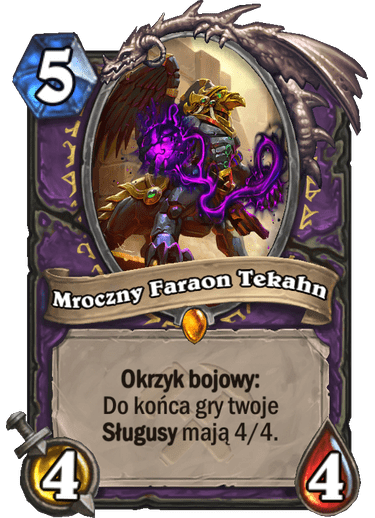 5
Mroczny Faraon Tekahn
Okrzyk bojowy:
Do końca gry twoje
Sługusy mają 4/4.
4
4